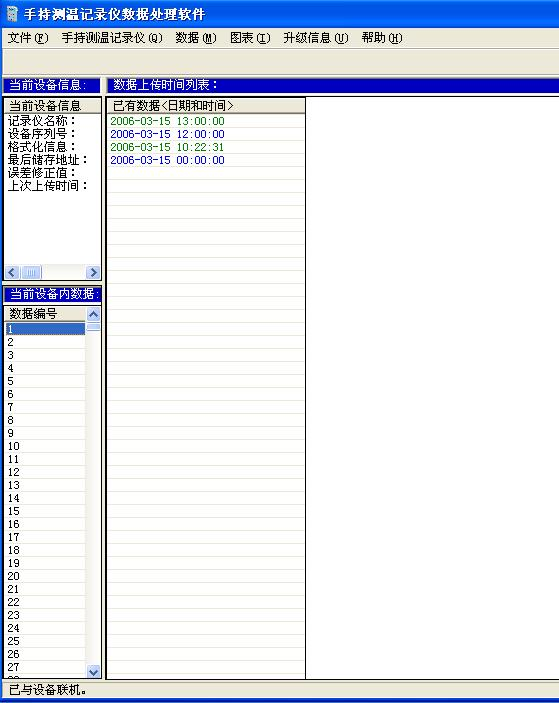 手持测温记录仪数据处理软件
文件(F) 手持测温记录仪(Q) 数据(M) 图表(I) 升级信息(U) 帮助(H)
当前设备信息:
当前设备信息
记录仪名称：
设备序列号：
格式化信息：
最后储存地址：
误差修正值：
上次上传时间：
当前设备内数据:
数据编号
1
2
3
4
5
6
7
8
9
10
11
12
13
14
15
16
17
18
19
20
21
22
23
24
25
26
27
数据上传时间列表：
已有数据<日期和时间>
2006-03-15 13:00:00
2006-03-15 12:00:00
2006-03-15 10:22:31
2006-03-15 00:00:00
已与设备联机。